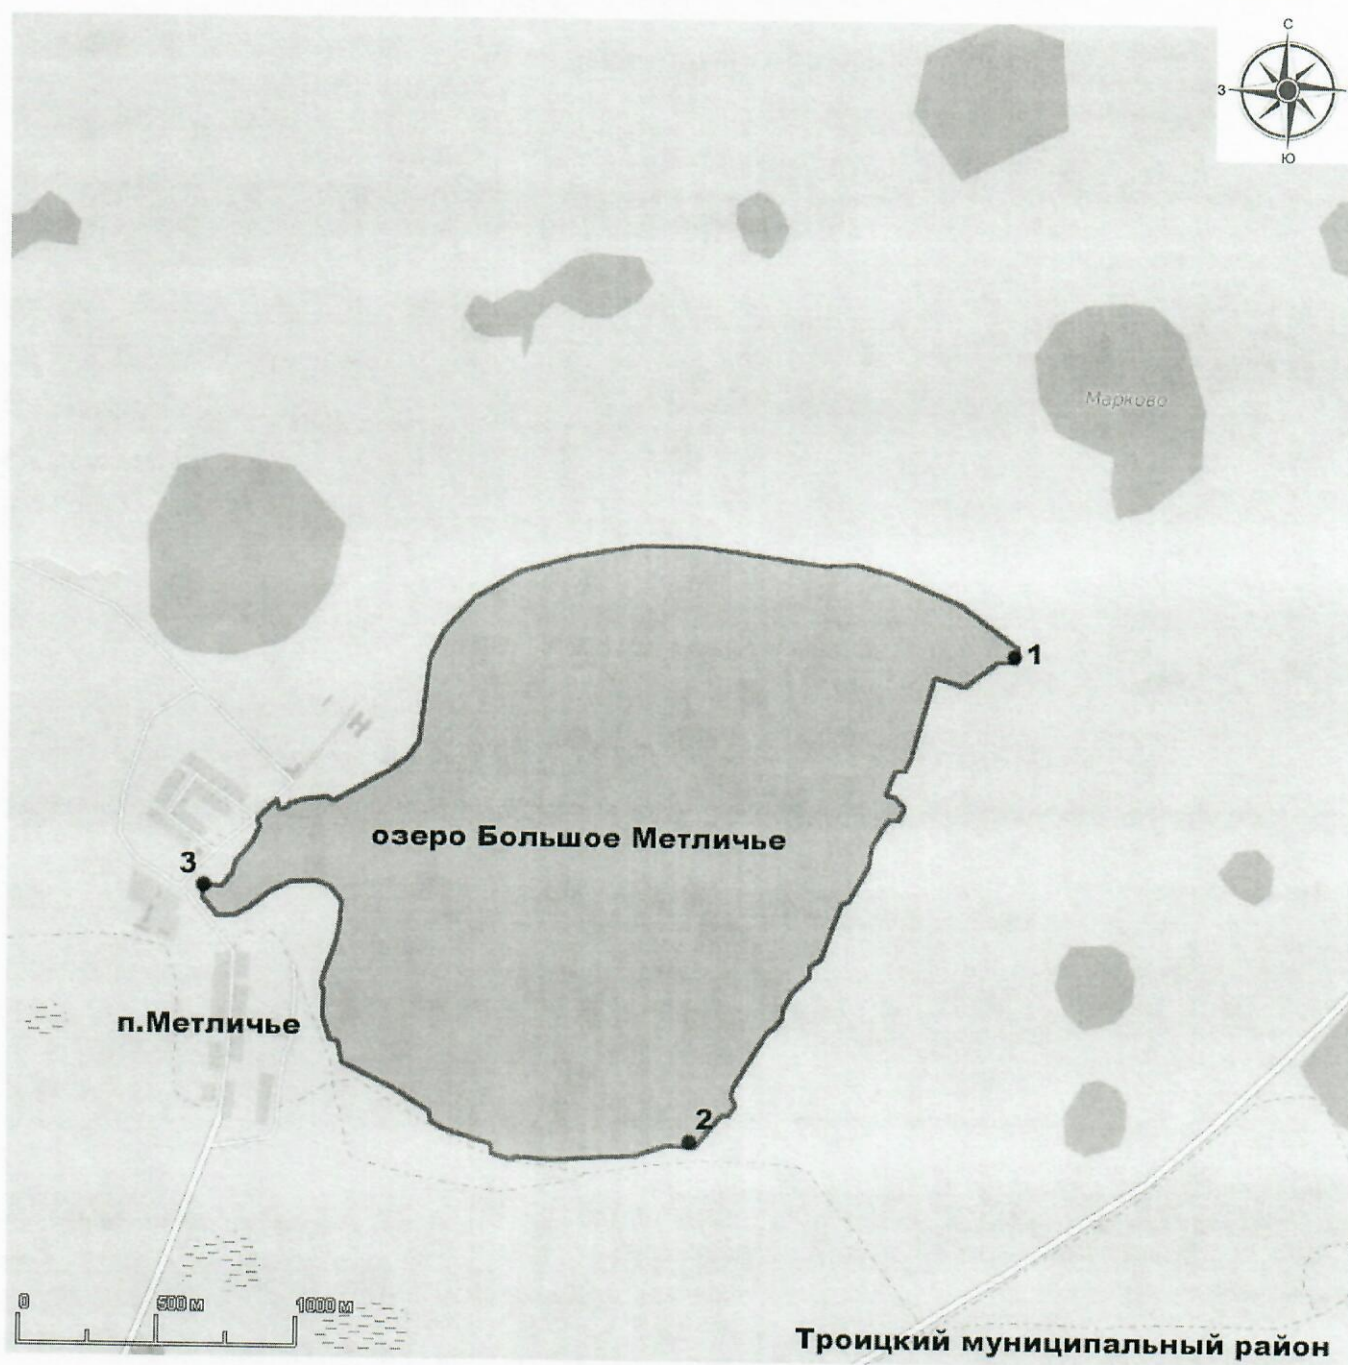 С
З
Ю
Марково
1
озеро Большое Метличье
3
п.Метличье
2
0 500 м 1000 м
Троицкий муниципальный район